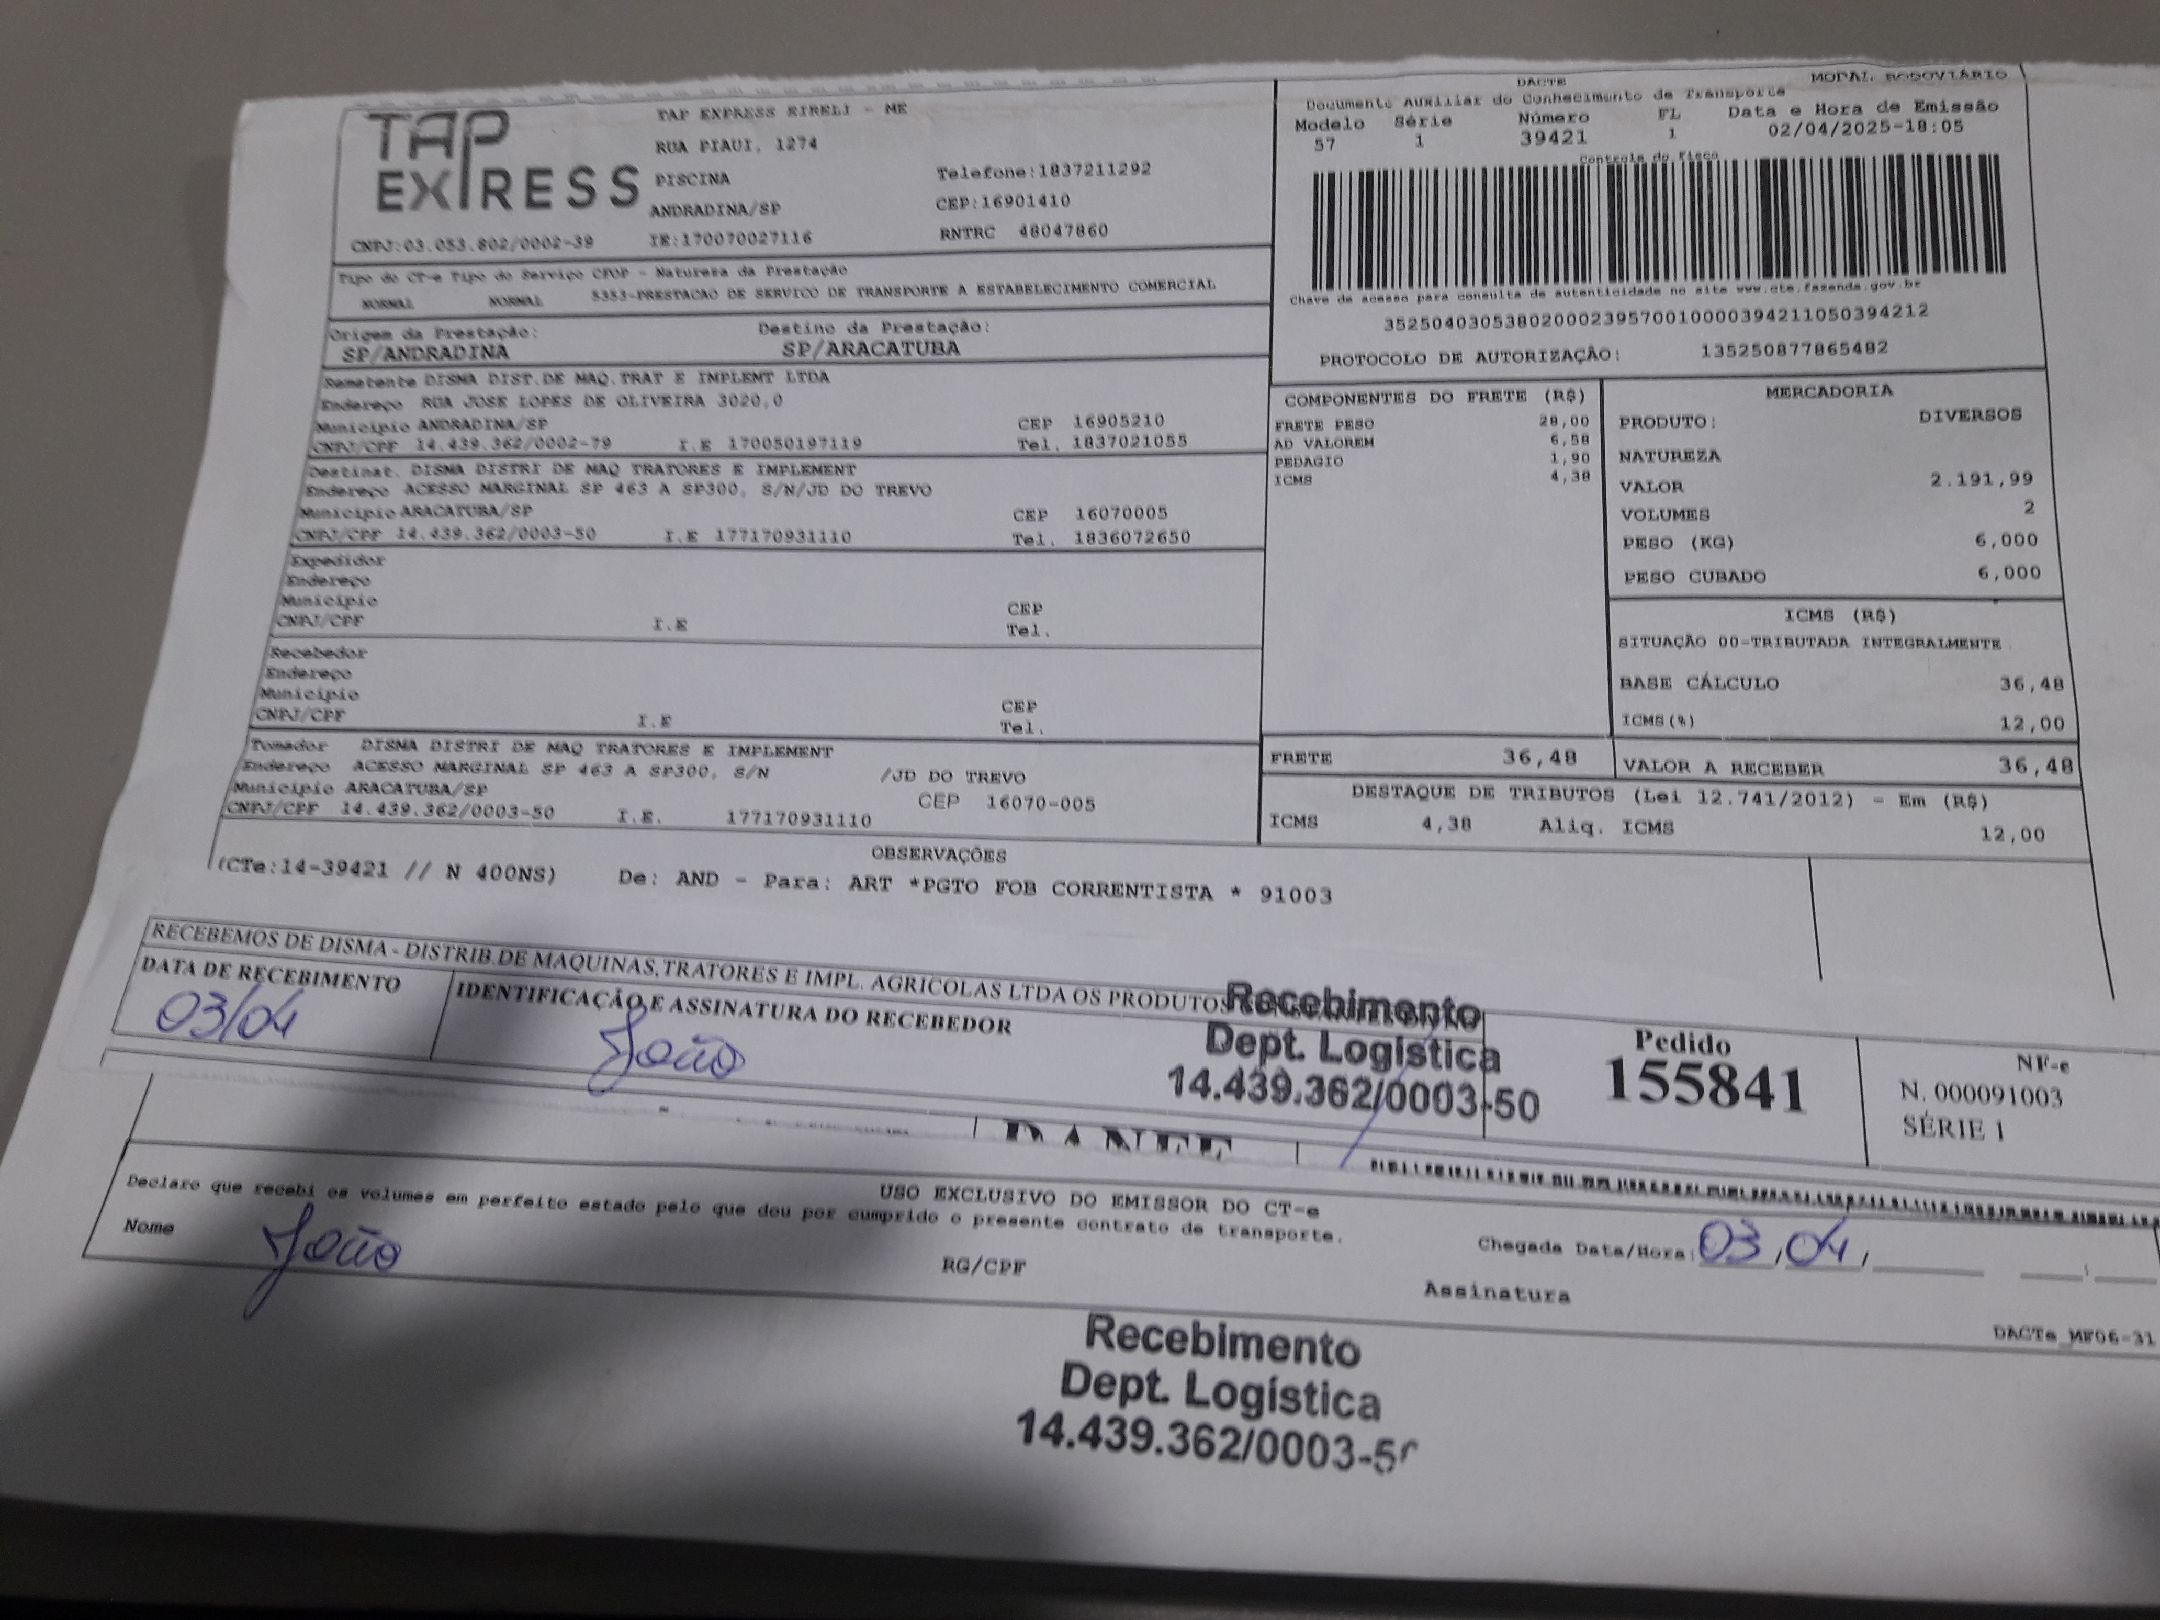 TAP EXPRESS
TAP EXPRESS EIRELI - ME
RUA PIAUI, 1274
PISCINA
Telefone:1837211292
ANDRADINA/SP
CEP:16901410
CNPJ:03.053.802/0002-39
IE:170070027116
RNTRC 48047860
DACTE
MODAL RODOVIÁRIO
Documento Auxiliar do Conhecimento de Transporte
Modelo Série Número FL Data e Hora de Emissão
57 1 39421 1 02/04/2025-18:05
Controle do Fisco
Chave de acesso para consulta de autenticidade no site www.cte.fazenda.gov.br
35250403053802000239570010000394211050394212
PROTOCOLO DE AUTORIZAÇÃO: 135250877865482
Tipo do CT-e Tipo do Serviço CFOP - Natureza da Prestação
NORMAL NORMAL 5353-PRESTACAO DE SERVICO DE TRANSPORTE A ESTABELECIMENTO COMERCIAL
Origem da Prestação: Destino da Prestação:
SP/ANDRADINA SP/ARACATUBA
Remetente DISMA DIST.DE MAQ.TRAT E IMPLENT LTDA
Endereço RUA JOSE LOPES DE OLIVEIRA 3020,0
Município ANDRADINA/SP CEP 16905210
CNPJ/CPF 14.439.362/0002-79 I.E 170050197119 Tel. 1837021055
Destinat. DISMA DISTRI DE MAQ TRATORES E IMPLEMENT
Endereço ACESSO MARGINAL SP 463 A SP300, S/N/JD DO TREVO
Município ARACATUBA/SP CEP 16070005
CNPJ/CPF 14.439.362/0003-50 I.E 177170931110 Tel. 1836072650
Expedidor
Endereço
Município CEP
CNPJ/CPF I.E Tel.
Recebedor
Endereço
Município CEP
CNPJ/CPF I.E Tel.
Tomador DISMA DISTRI DE MAQ TRATORES E IMPLEMENT
Endereço ACESSO MARGINAL SP 463 A SP300, S/N /JD DO TREVO
Município ARACATUBA/SP CEP 16070-005
CNPJ/CPF 14.439.362/0003-50 I.E. 177170931110
COMPONENTES DO FRETE (R$)
FRETE PESO 28,00
AD VALOREM 6,58
PEDAGIO 1,90
ICMS 4,38
MERCADORIA
PRODUTO: DIVERSOS
NATUREZA
VALOR 2.191,99
VOLUMES 2
PESO (KG) 6,000
PESO CUBADO 6,000
ICMS (R$)
SITUAÇÃO 00-TRIBUTADA INTEGRALMENTE
BASE CÁLCULO 36,48
ICMS(%) 12,00
FRETE 36,48
VALOR A RECEBER 36,48
DESTAQUE DE TRIBUTOS (Lei 12.741/2012) - Em (R$)
ICMS 4,38 Aliq. ICMS 12,00
OBSERVAÇÕES
(CTe:14-39421 // N 400NS) De: AND - Para: ART *PGTO FOB CORRENTISTA * 91003
RECEBEMOS DE DISMA - DISTRIB.DE MAQUINAS,TRATORES E IMPL. AGRICOLAS LTDA OS PRODUTOS
DATA DE RECEBIMENTO
03/04
IDENTIFICAÇÃO E ASSINATURA DO RECEBEDOR
João
Recebimento
Dept. Logística
14.439.362/0003-50
Pedido
155841
NF-e
N. 000091003
SÉRIE 1
DANFE
USO EXCLUSIVO DO EMISSOR DO CT-e
Declaro que recebi os volumes em perfeito estado pelo que dou por cumprido o presente contrato de transporte.
Nome João
RG/CPF
Chegada Data/Hora: 03/04/
Assinatura
DACTe_MF06-31
Recebimento
Dept. Logística
14.439.362/0003-50